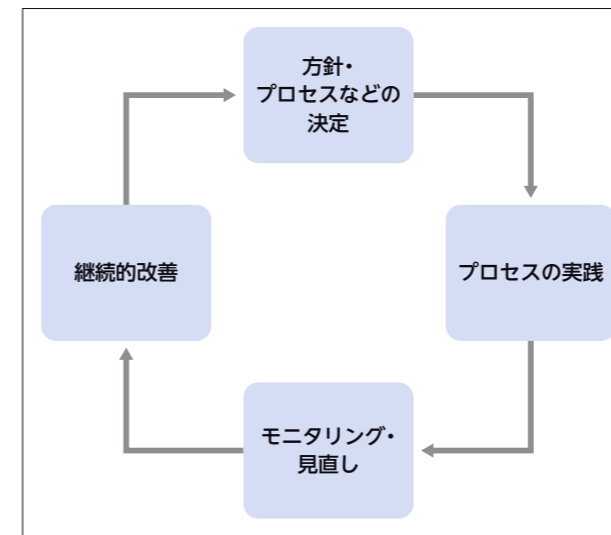 方針・
プロセスなどの
決定
プロセスの実践
モニタリング・
見直し
継続的改善